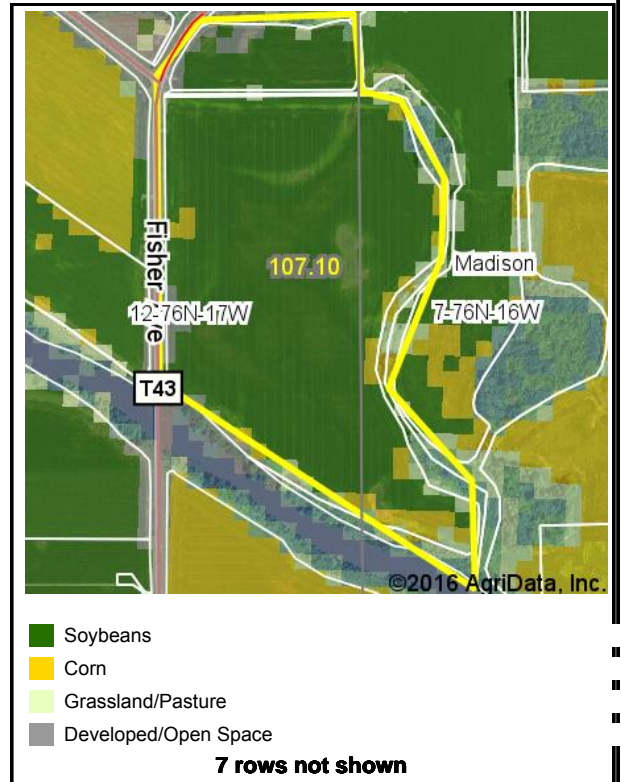 107.10
Madison
Fisher
12-76N-17W
7-76N-16W
T43
©2016 AgriData, Inc.
Soybeans
Corn
Grassland/Pasture
Developed/Open Space
7 rows not shown